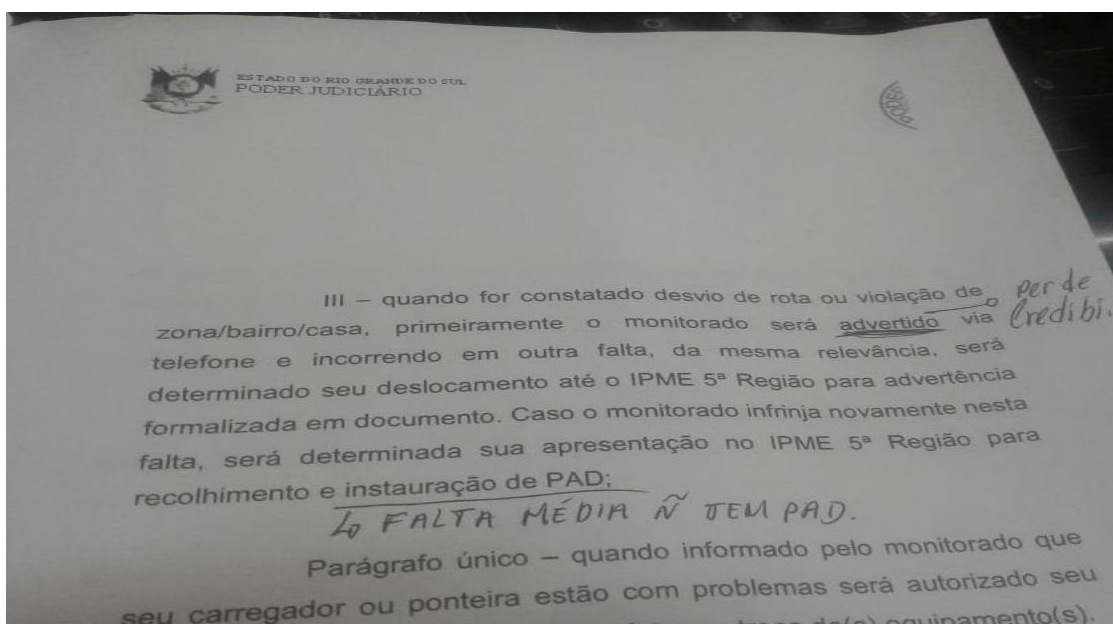 ESTADO DO RIO GRANDE DO SUL
PODER JUDICIÁRIO
III – quando for constatado desvio de rota ou violação de
zona/bairro/casa, primeiramente o monitorado será advertido via
perde
Credibi.
telefone e incorrendo em outra falta, da mesma relevância, será
determinado seu deslocamento até o IPME 5ª Região para advertência
formalizada em documento. Caso o monitorado infrinja novamente nesta
falta, será determinada sua apresentação no IPME 5ª Região para
recolhimento e instauração de PAD;
↳ FALTA MÉDIA Ñ TEM PAD.
Parágrafo único – quando informado pelo monitorado que
seu carregador ou ponteira estão com problemas será autorizado seu
equipamento(s).